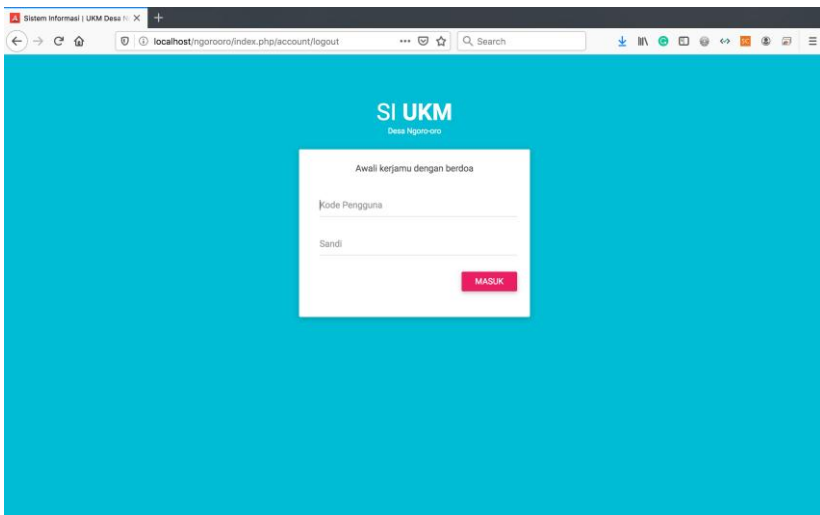 Sistem Informasi | UKM Desa
localhost/ngorooro/index.php/account/logout
Search
SI UKM
Desa Ngoro-oro
Awali kerjamu dengan berdoa
Kode Pengguna
Sandi
MASUK